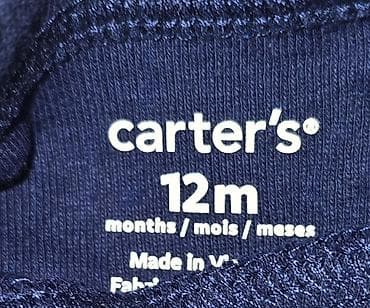 carter's®
12m
months / mois / meses
Made in